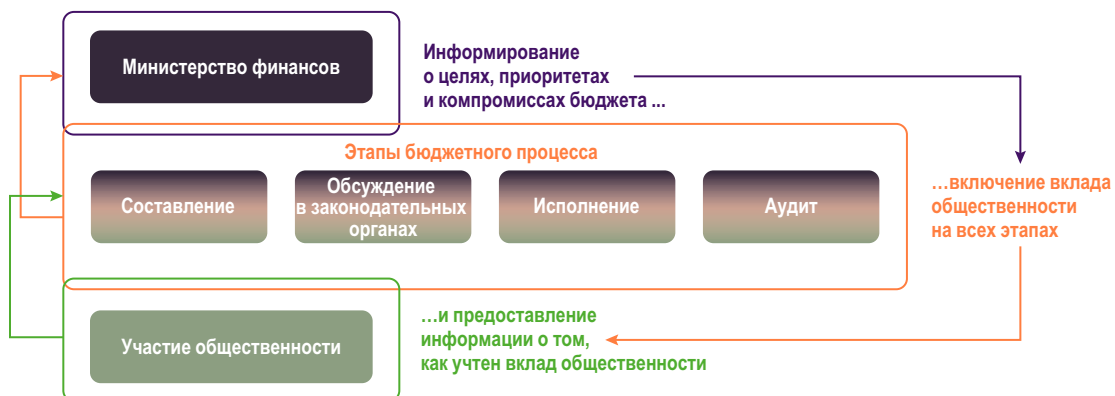 Министерство финансов
Информирование
о целях, приоритетах
и компромиссах бюджета ...
Этапы бюджетного процесса
Составление
Обсуждение
в законодательных
органах
Исполнение
Аудит
…включение вклада
общественности
на всех этапах
Участие общественности
…и предоставление
информации о том,
как учтен вклад общественности